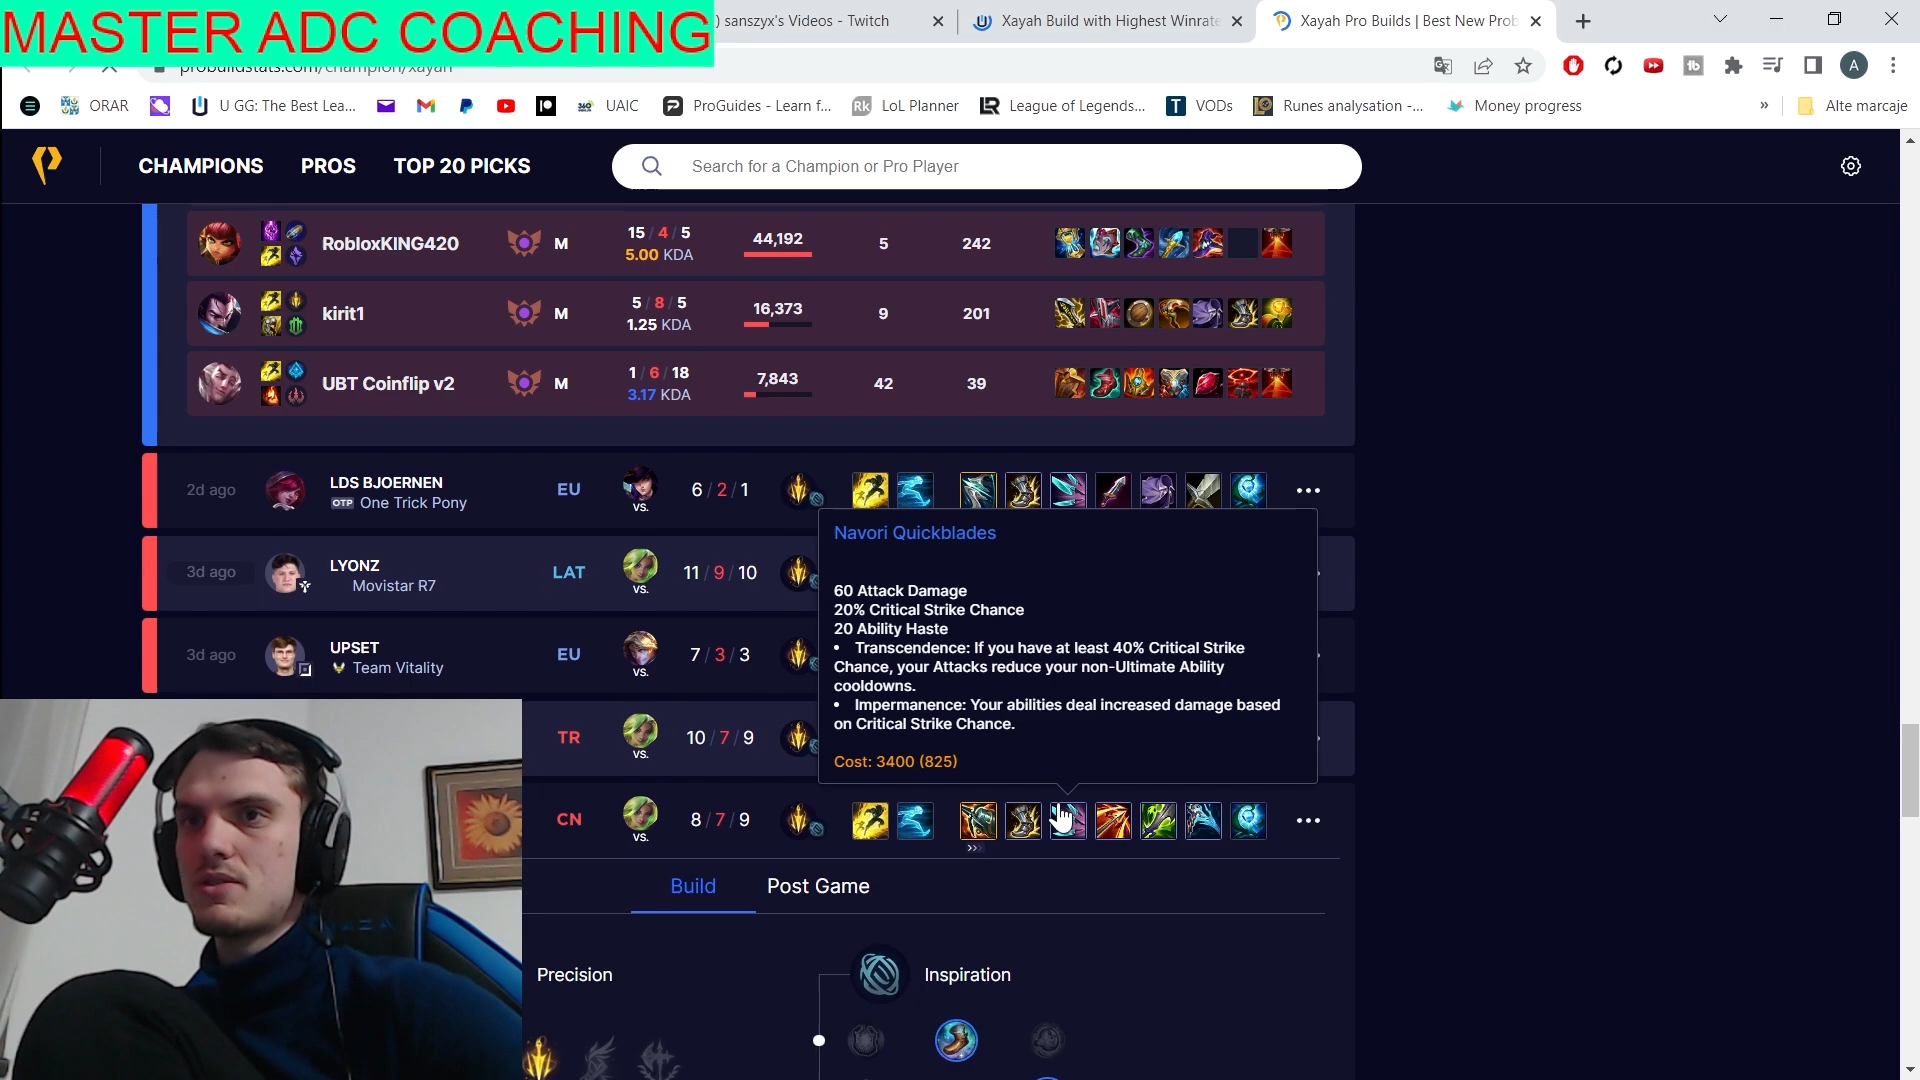 MASTER ADC COACHING
) sanszyx's Videos - Twitch
Xayah Build with Highest Winrate
Xayah Pro Builds | Best New Prob
probuildstats.com/champion/xayah
A
ORAR
U GG: The Best Lea...
UAIC
ProGuides - Learn f...
Rk
LoL Planner
League of Legends...
T
VODs
Runes analysation -...
Money progress
»
Alte marcaje
CHAMPIONS
PROS
TOP 20 PICKS
Search for a Champion or Pro Player
RobloxKING420
M
15 / 4 / 5
5.00 KDA
44,192
5
242
kirit1
M
5 / 8 / 5
1.25 KDA
16,373
9
201
UBT Coinflip v2
M
1 / 6 / 18
3.17 KDA
7,843
42
39
2d ago
LDS BJOERNEN
OTP One Trick Pony
EU
VS.
6 / 2 / 1
3d ago
LYONZ
Movistar R7
LAT
VS.
11 / 9 / 10
3d ago
UPSET
Team Vitality
EU
VS.
7 / 3 / 3
TR
VS.
10 / 7 / 9
CN
VS.
8 / 7 / 9
Navori Quickblades
60 Attack Damage
20% Critical Strike Chance
20 Ability Haste
• Transcendence: If you have at least 40% Critical Strike
Chance, your Attacks reduce your non-Ultimate Ability
cooldowns.
• Impermanence: Your abilities deal increased damage based
on Critical Strike Chance.
Cost: 3400 (825)
Build
Post Game
Precision
Inspiration